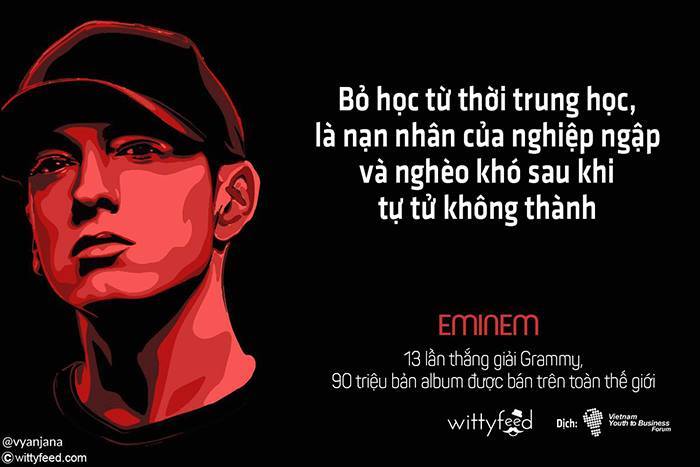 Bỏ học từ thời trung học,
là nạn nhân của nghiệp ngập
và nghèo khó sau khi
tự tử không thành
EMINEM
13 lần thắng giải Grammy,
90 triệu bản album được bán trên toàn thế giới
wittyfeed
Dịch:
Vietnam
Youth to Business
Forum
@vyanjana
©wittyfeed.com